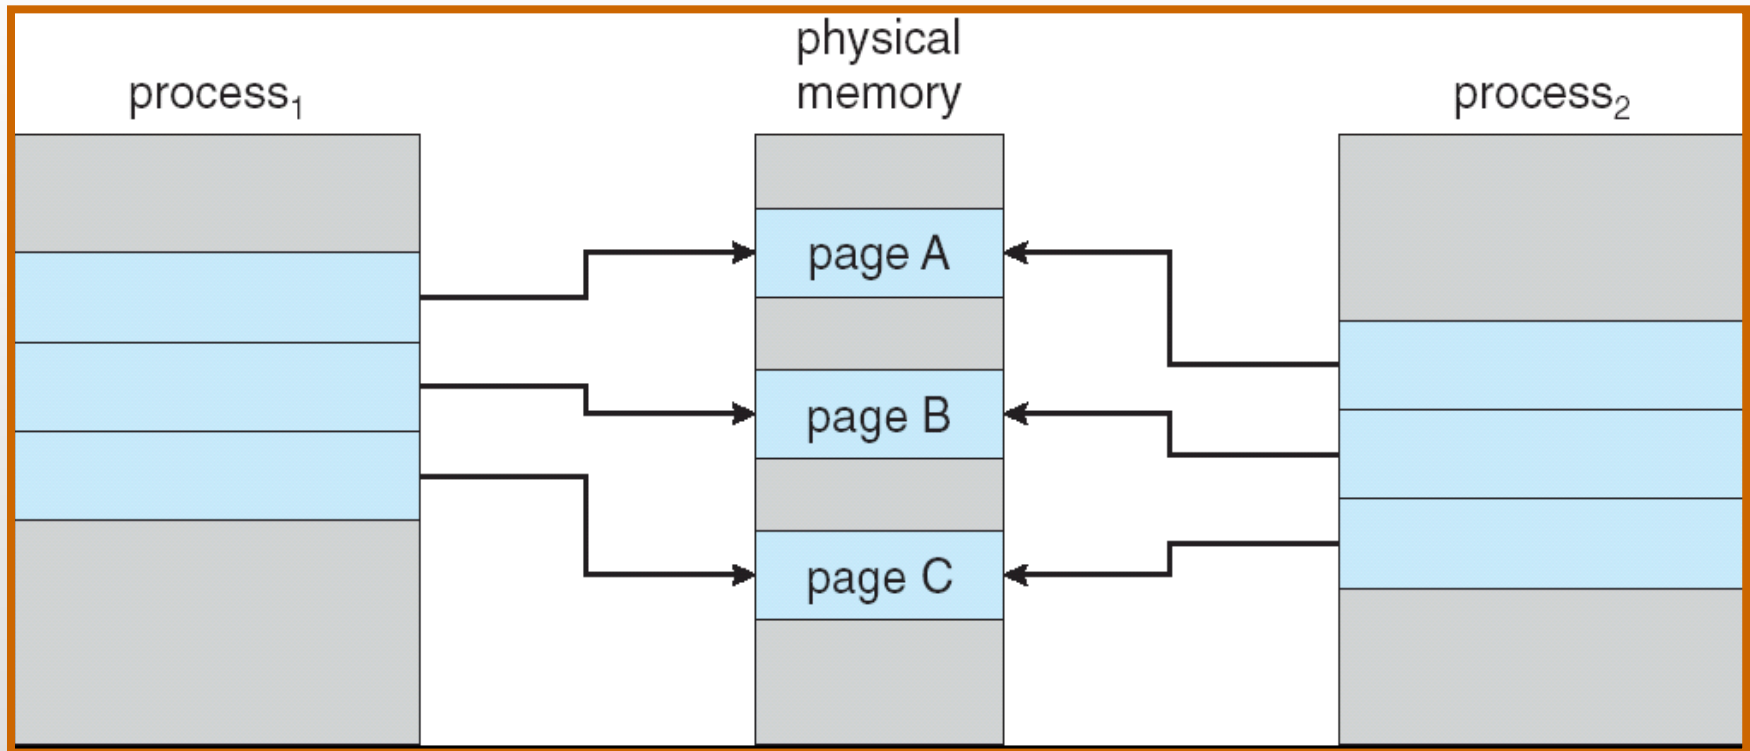 physical
memory
process₁
process₂
page A
page B
page C